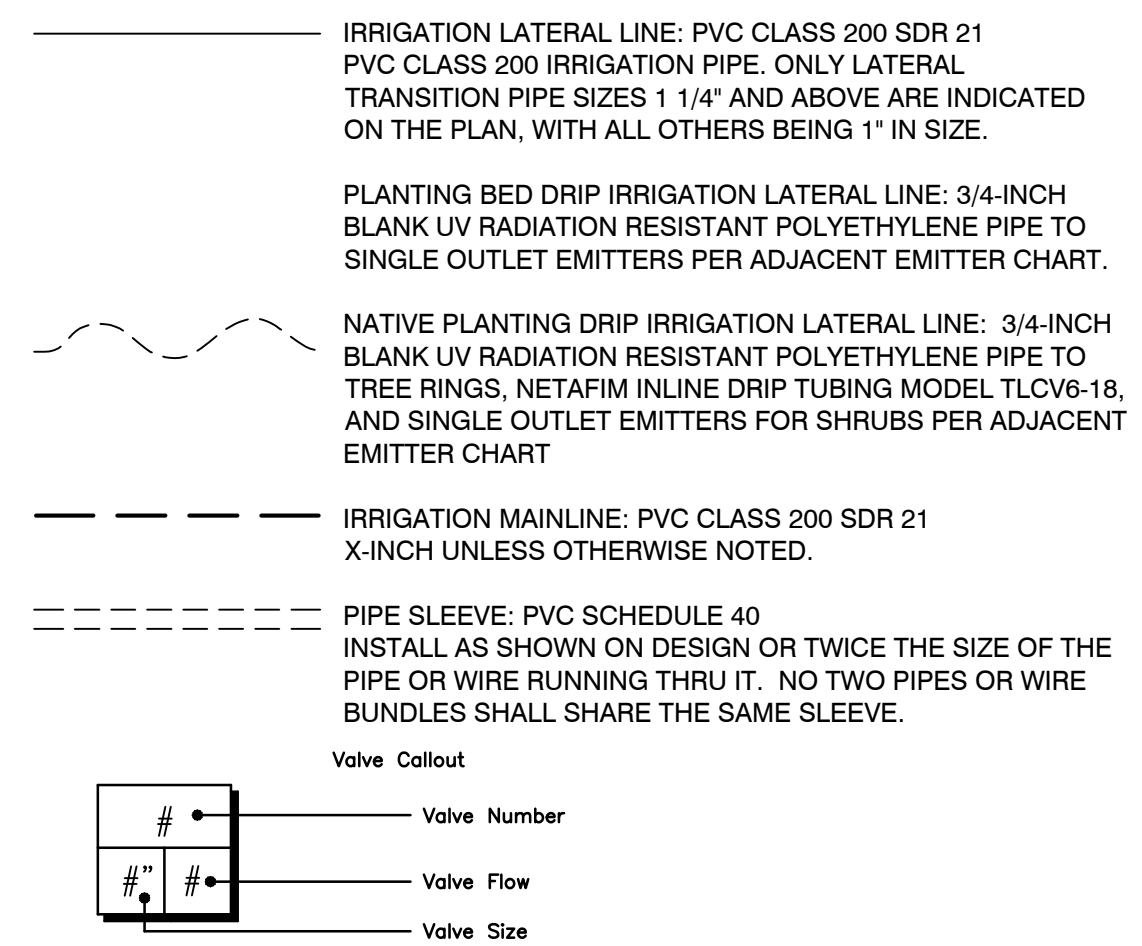 IRRIGATION LATERAL LINE: PVC CLASS 200 SDR 21
PVC CLASS 200 IRRIGATION PIPE. ONLY LATERAL
TRANSITION PIPE SIZES 1 1/4" AND ABOVE ARE INDICATED
ON THE PLAN, WITH ALL OTHERS BEING 1" IN SIZE.
PLANTING BED DRIP IRRIGATION LATERAL LINE: 3/4-INCH
BLANK UV RADIATION RESISTANT POLYETHYLENE PIPE TO
SINGLE OUTLET EMITTERS PER ADJACENT EMITTER CHART.
NATIVE PLANTING DRIP IRRIGATION LATERAL LINE: 3/4-INCH
BLANK UV RADIATION RESISTANT POLYETHYLENE PIPE TO
TREE RINGS, NETAFIM INLINE DRIP TUBING MODEL TLCV6-18,
AND SINGLE OUTLET EMITTERS FOR SHRUBS PER ADJACENT
EMITTER CHART
IRRIGATION MAINLINE: PVC CLASS 200 SDR 21
X-INCH UNLESS OTHERWISE NOTED.
PIPE SLEEVE: PVC SCHEDULE 40
INSTALL AS SHOWN ON DESIGN OR TWICE THE SIZE OF THE
PIPE OR WIRE RUNNING THRU IT. NO TWO PIPES OR WIRE
BUNDLES SHALL SHARE THE SAME SLEEVE.
Valve Callout
# Valve Number
#" # Valve Flow
Valve Size